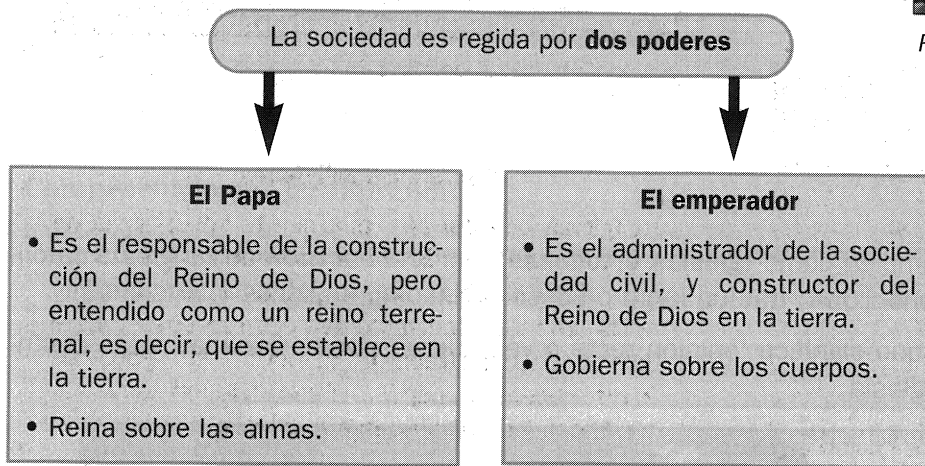 La sociedad es regida por dos poderes
El Papa
• Es el responsable de la construc-
ción del Reino de Dios, pero
entendido como un reino terre-
nal, es decir, que se establece en
la tierra.
• Reina sobre las almas.
El emperador
• Es el administrador de la socie-
dad civil, y constructor del
Reino de Dios en la tierra.
• Gobierna sobre los cuerpos.